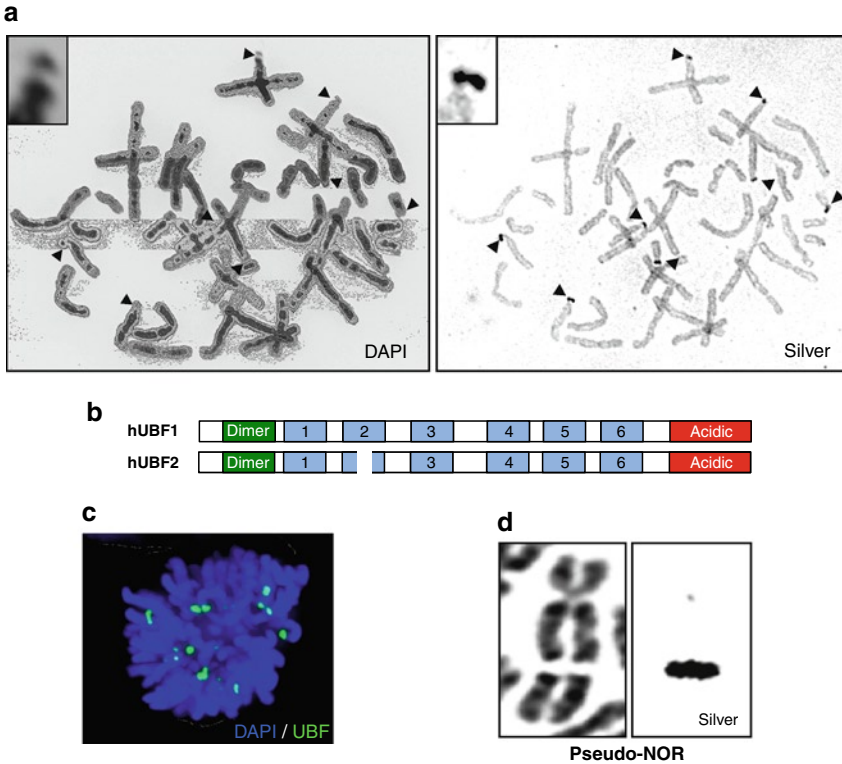 a
DAPI
Silver
b
hUBF1 Dimer 1 2 3 4 5 6 Acidic
hUBF2 Dimer 1 3 4 5 6 Acidic
c
DAPI / UBF
d
Silver
Pseudo-NOR